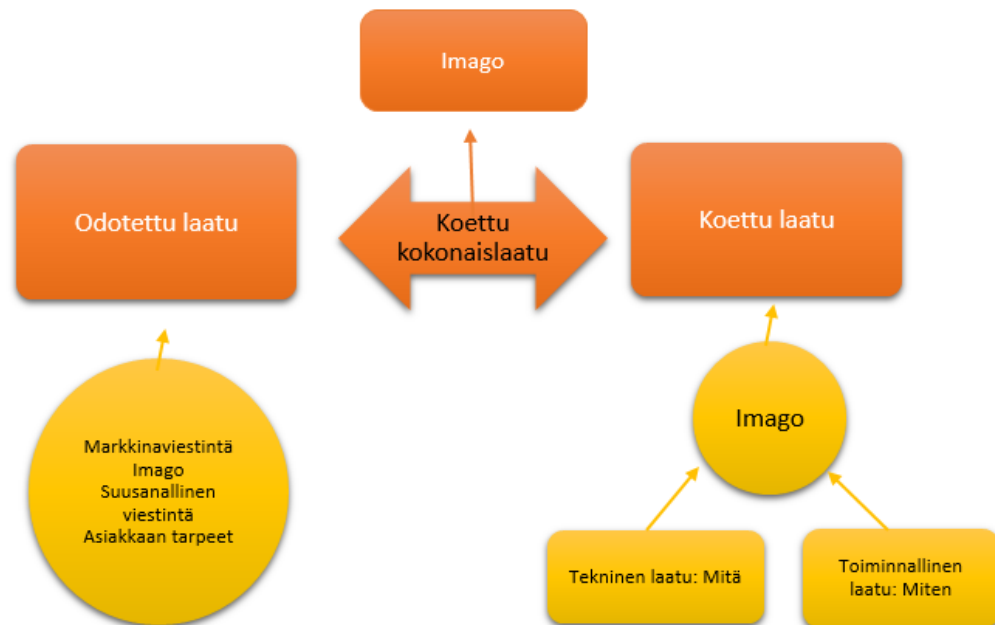 Imago
Odotettu laatu
Koettu
kokonaislaatu
Koettu laatu
Markkinaviestintä
Imago
Suusanallinen
viestintä
Asiakkaan tarpeet
Imago
Tekninen laatu: Mitä
Toiminnallinen
laatu: Miten